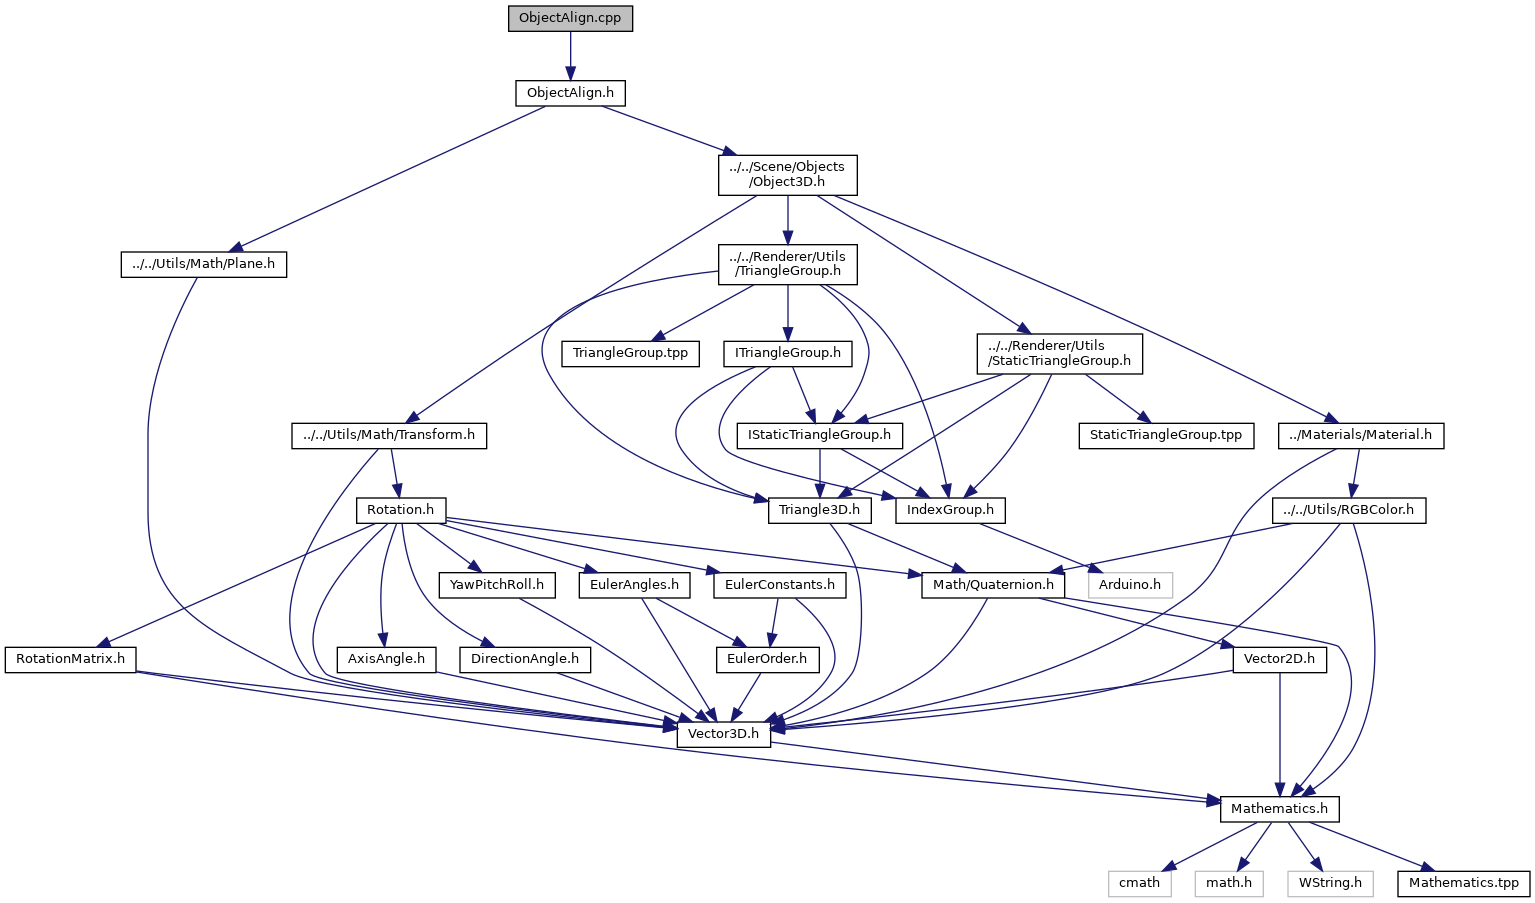 ObjectAlign.cpp
ObjectAlign.h
../../Scene/Objects
/Object3D.h
../../Utils/Math/Plane.h
../../Renderer/Utils
/TriangleGroup.h
TriangleGroup.tpp
ITriangleGroup.h
../../Renderer/Utils
/StaticTriangleGroup.h
../../Utils/Math/Transform.h
IStaticTriangleGroup.h
StaticTriangleGroup.tpp
../Materials/Material.h
Rotation.h
Triangle3D.h
IndexGroup.h
../../Utils/RGBColor.h
YawPitchRoll.h
EulerAngles.h
EulerConstants.h
Math/Quaternion.h
Arduino.h
RotationMatrix.h
AxisAngle.h
DirectionAngle.h
EulerOrder.h
Vector2D.h
Vector3D.h
Mathematics.h
cmath
math.h
WString.h
Mathematics.tpp